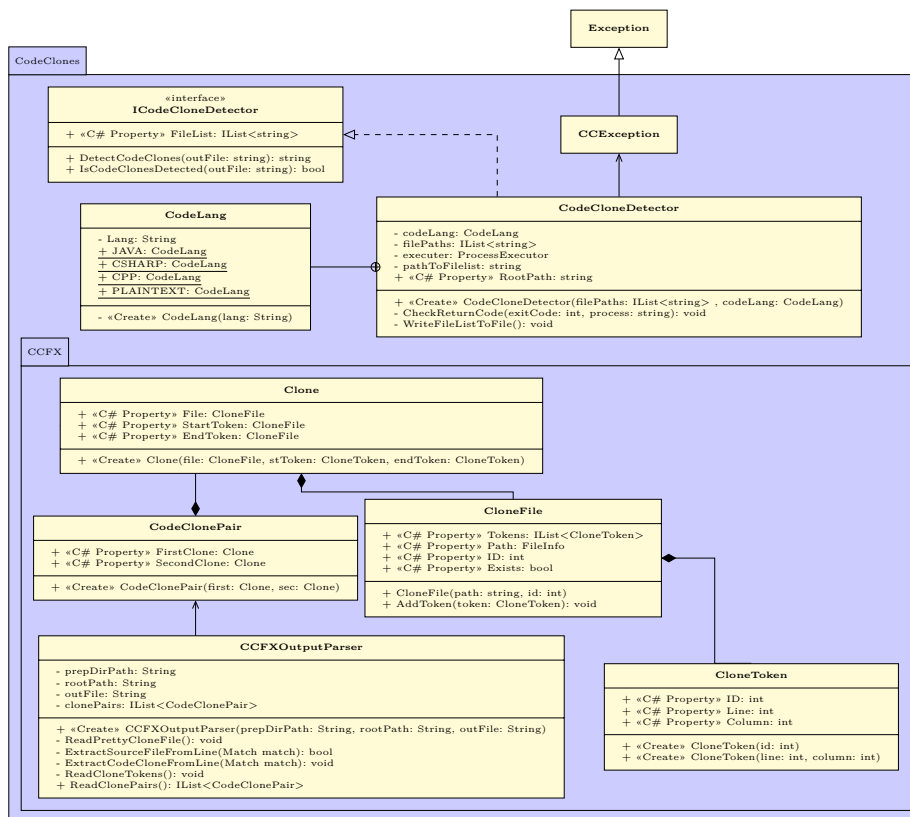 Exception
CodeClones
«interface»
ICodeCloneDetector
+ «C# Property» FileList: IList<string>
+ DetectCodeClones(outFile: string): string
+ IsCodeClonesDetected(outFile: string): bool
CCException
CodeLang
- Lang: String
+ JAVA: CodeLang
+ CSHARP: CodeLang
+ CPP: CodeLang
+ PLAINTEXT: CodeLang
- «Create» CodeLang(lang: String)
CodeCloneDetector
- codeLang: CodeLang
- filePaths: IList<string>
- executer: ProcessExecutor
- pathToFilelist: string
+ «C# Property» RootPath: string
+ «Create» CodeCloneDetector(filePaths: IList<string> , codeLang: CodeLang)
- CheckReturnCode(exitCode: int, process: string): void
- WriteFileListToFile(): void
CCFX
Clone
+ «C# Property» File: CloneFile
+ «C# Property» StartToken: CloneFile
+ «C# Property» EndToken: CloneFile
+ «Create» Clone(file: CloneFile, stToken: CloneToken, endToken: CloneToken)
CodeClonePair
+ «C# Property» FirstClone: Clone
+ «C# Property» SecondClone: Clone
+ «Create» CodeClonePair(first: Clone, sec: Clone)
CloneFile
+ «C# Property» Tokens: IList<CloneToken>
+ «C# Property» Path: FileInfo
+ «C# Property» ID: int
+ «C# Property» Exists: bool
+ CloneFile(path: string, id: int)
+ AddToken(token: CloneToken): void
CCFXOutputParser
- prepDirPath: String
- rootPath: String
- outFile: String
- clonePairs: IList<CodeClonePair>
+ «Create» CCFXOutputParser(prepDirPath: String, rootPath: String, outFile: String)
- ReadPrettyCloneFile(): void
- ExtractSourceFileFromLine(Match match): bool
- ExtractCodeCloneFromLine(Match match): void
- ReadCloneTokens(): void
+ ReadClonePairs(): IList<CodeClonePair>
CloneToken
+ «C# Property» ID: int
+ «C# Property» Line: int
+ «C# Property» Column: int
+ «Create» CloneToken(id: int)
+ «Create» CloneToken(line: int, column: int)